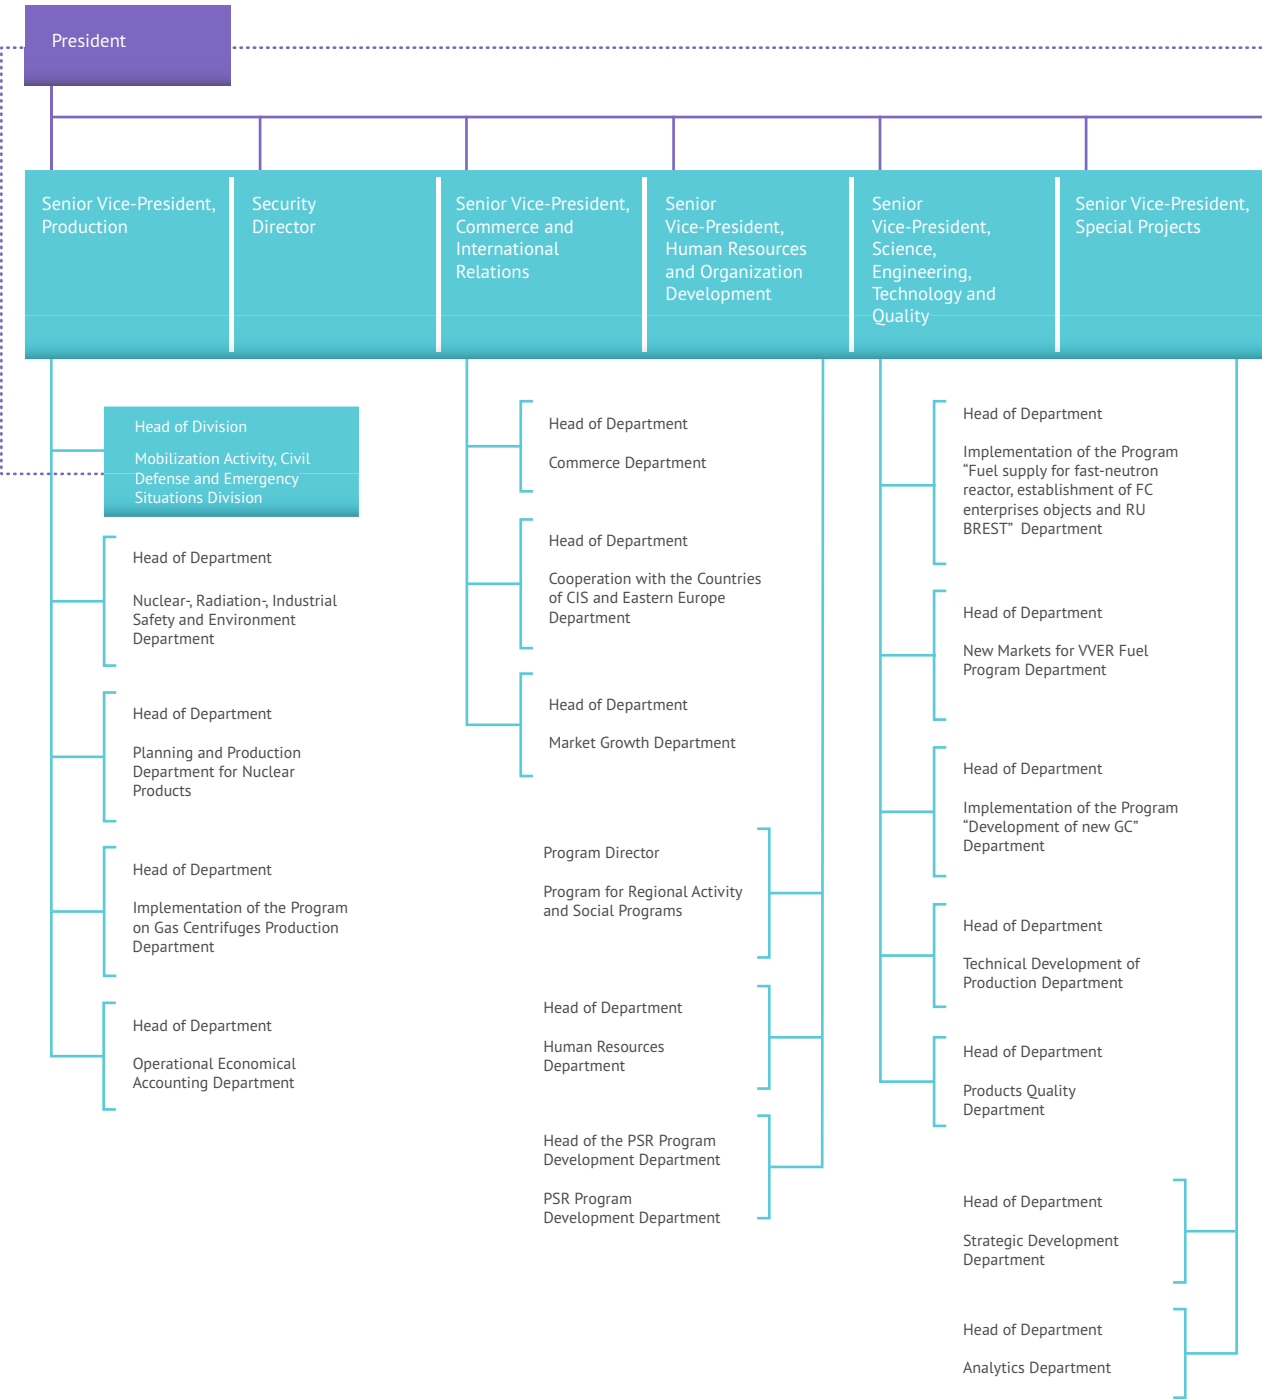 President
Senior Vice-President,
Production
Security
Director
Senior Vice-President,
Commerce and
International
Relations
Senior
Vice-President,
Human Resources
and Organization
Development
Senior
Vice-President,
Science,
Engineering,
Technology and
Quality
Senior Vice-President,
Special Projects
Head of Division
Mobilization Activity, Civil
Defense and Emergency
Situations Division
Head of Department
Nuclear-, Radiation-, Industrial
Safety and Environment
Department
Head of Department
Planning and Production
Department for Nuclear
Products
Head of Department
Implementation of the Program
on Gas Centrifuges Production
Department
Head of Department
Operational Economical
Accounting Department
Head of Department
Commerce Department
Head of Department
Cooperation with the Countries
of CIS and Eastern Europe
Department
Head of Department
Market Growth Department
Program Director
Program for Regional Activity
and Social Programs
Head of Department
Human Resources
Department
Head of the PSR Program
Development Department
PSR Program
Development Department
Head of Department
Implementation of the Program
“Fuel supply for fast-neutron
reactor, establishment of FC
enterprises objects and RU
BREST” Department
Head of Department
New Markets for VVER Fuel
Program Department
Head of Department
Implementation of the Program
“Development of new GC”
Department
Head of Department
Technical Development of
Production Department
Head of Department
Products Quality
Department
Head of Department
Strategic Development
Department
Head of Department
Analytics Department